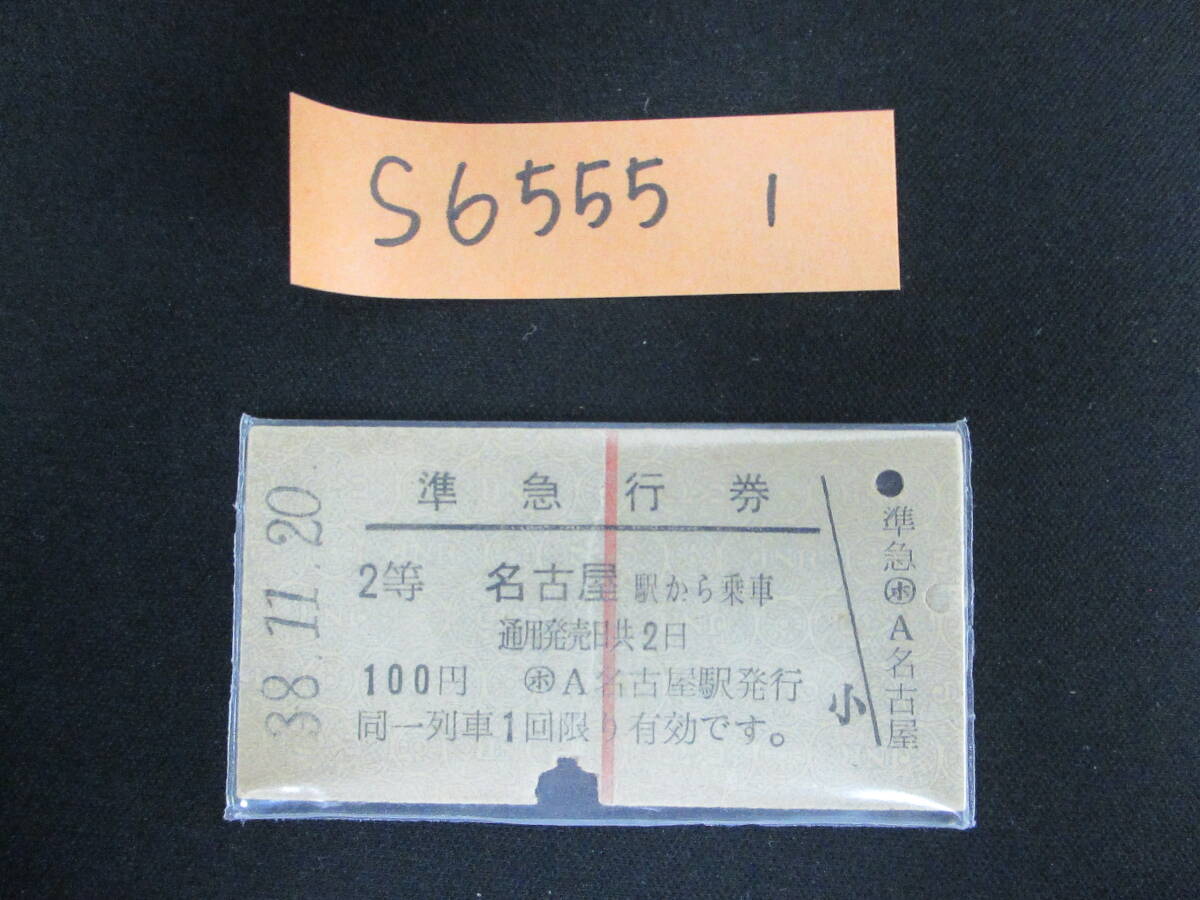 S6555 1
38.11.20
準急行券
2等 名古屋 駅から乗車
通用発売日共2日
100円 ㋭A名古屋駅発行
同一列車1回限り有効です。
小
準急㋭A名古屋